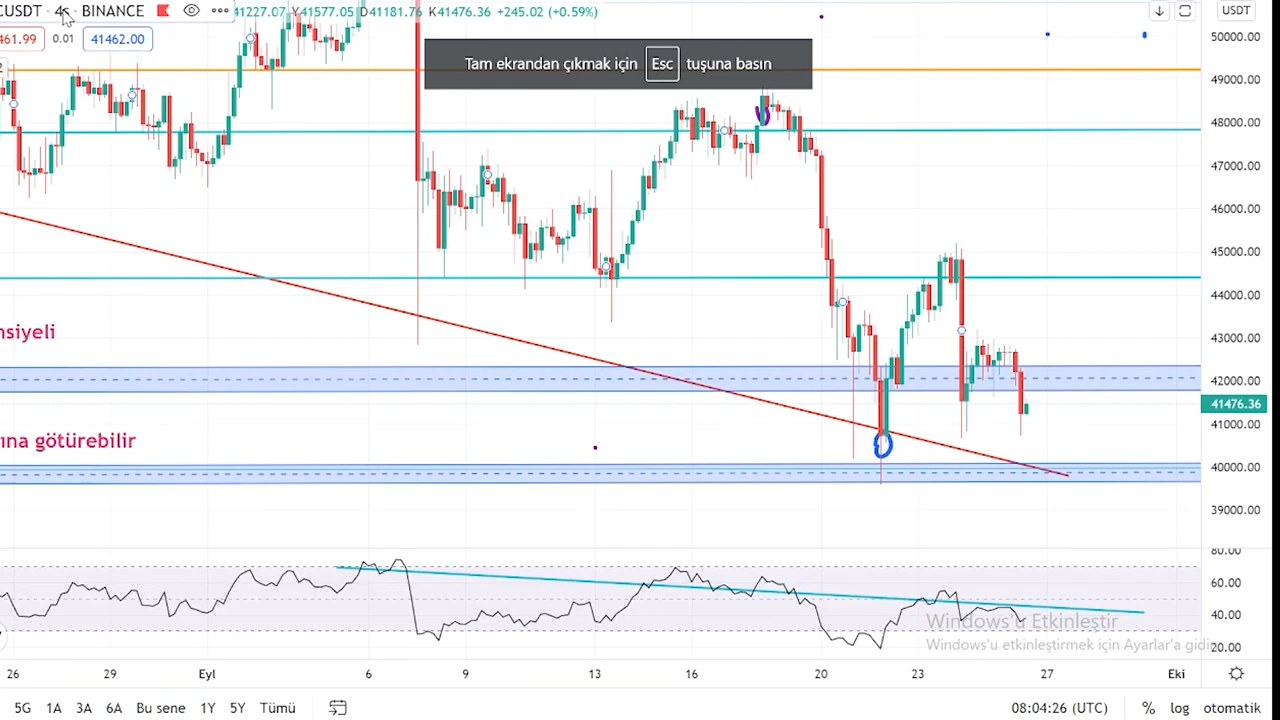 CUSDT · 4s · BINANCE
41227.07 Y41577.05 D41181.76 K41476.36 +245.02 (+0.59%)
USDT
461.99 0.01 41462.00
2
Tam ekrandan çıkmak için Esc tuşuna basın
50000.00
49000.00
48000.00
47000.00
46000.00
45000.00
44000.00
43000.00
42000.00
41476.36
41000.00
40000.00
39000.00
nsiyeli
ına götürebilir
80.00
60.00
40.00
20.00
Windows'u Etkinleştir
Windows'u etkinleştirmek için Ayarlar'a gidin
26 29 Eyl 6 9 13 16 20 23 27 Eki
5G 1A 3A 6A Bu sene 1Y 5Y Tümü 08:04:26 (UTC) % log otomatik